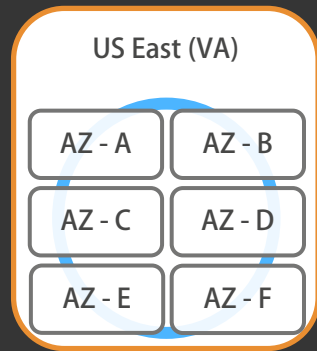 US East (VA)
AZ - A
AZ - B
AZ - C
AZ - D
AZ - E
AZ - F